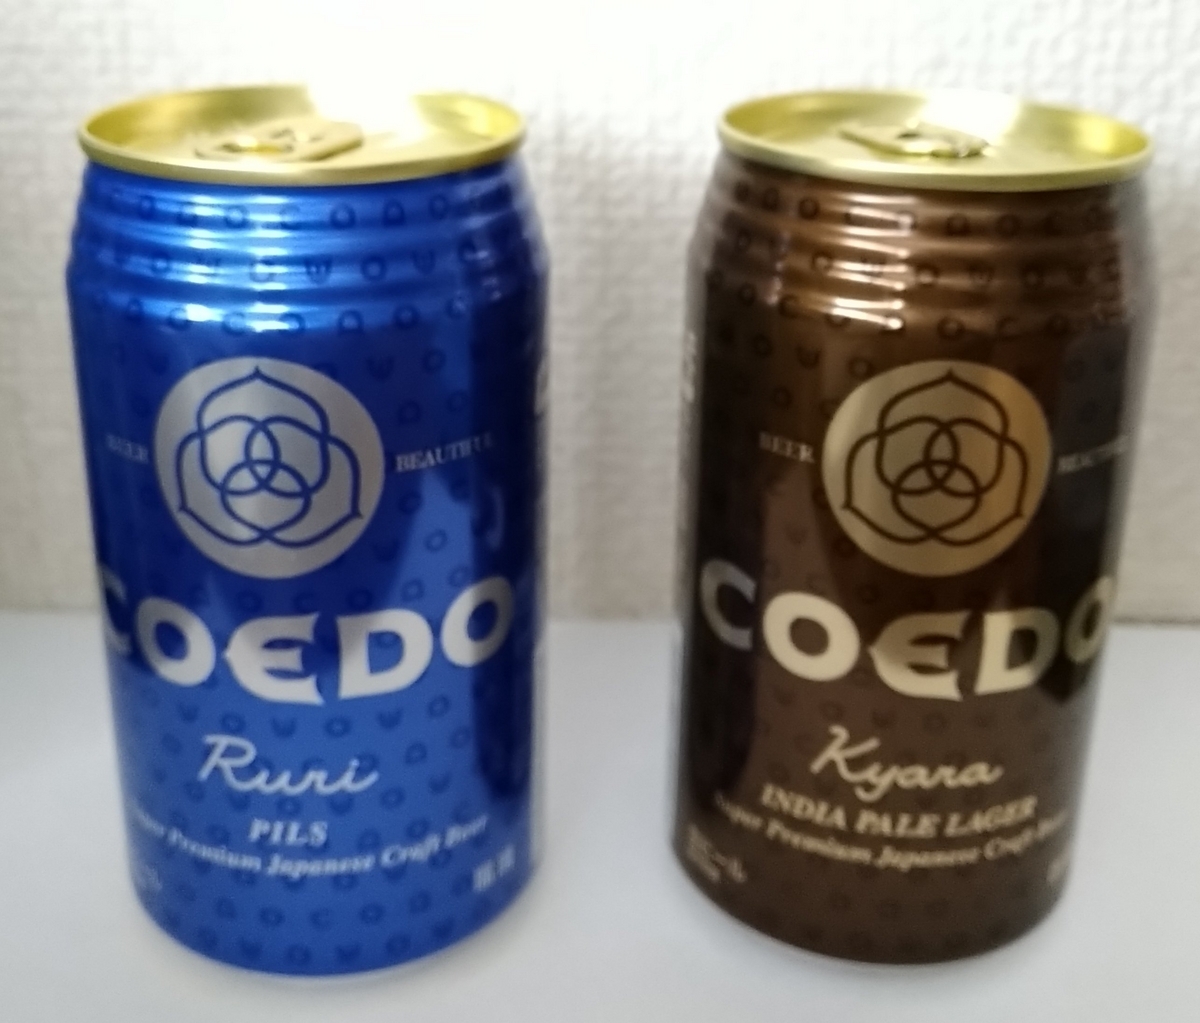 BEER BEAUTIFUL
COEDO
Ruri
PILS
Super Premium Japanese Craft Beer
BEER
COEDO
Kyara
INDIA PALE LAGER
Super Premium Japanese Craft Beer